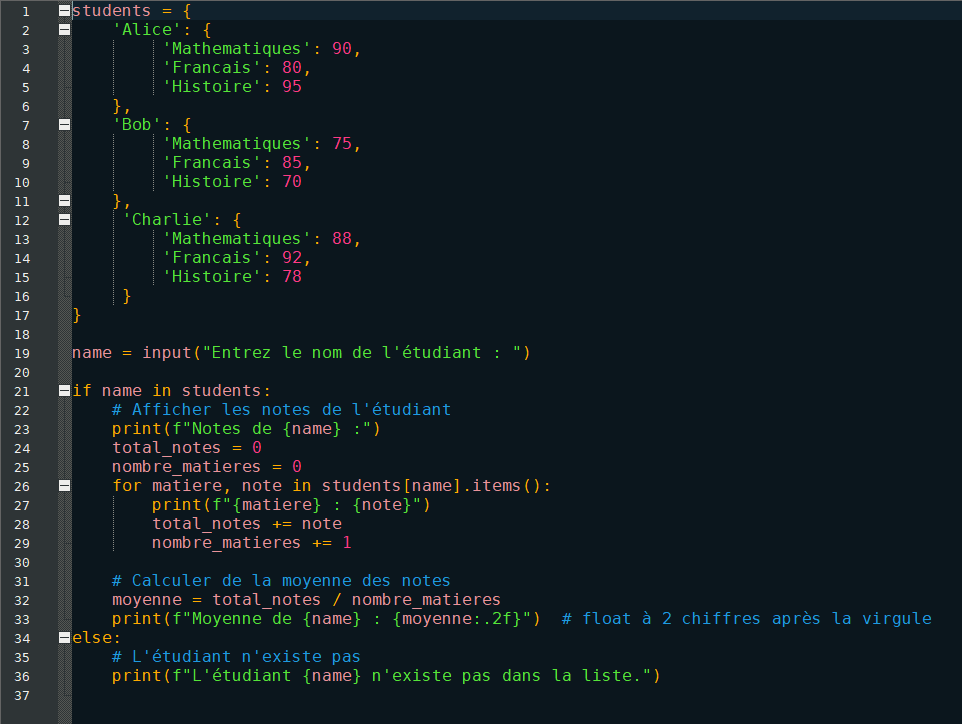 1 students = {
2     'Alice': {
3          'Mathematiques': 90,
4          'Francais': 80,
5          'Histoire': 95
6     },
7     'Bob': {
8          'Mathematiques': 75,
9          'Francais': 85,
10          'Histoire': 70
11     },
12      'Charlie': {
13          'Mathematiques': 88,
14          'Francais': 92,
15          'Histoire': 78
16      }
17 }
18
19 name = input("Entrez le nom de l'étudiant : ")
20
21 if name in students:
22     # Afficher les notes de l'étudiant
23     print(f"Notes de {name} :")
24     total_notes = 0
25     nombre_matieres = 0
26     for matiere, note in students[name].items():
27         print(f"{matiere} : {note}")
28         total_notes += note
29         nombre_matieres += 1
30
31     # Calculer de la moyenne des notes
32     moyenne = total_notes / nombre_matieres
33     print(f"Moyenne de {name} : {moyenne:.2f}")  # float à 2 chiffres après la virgule
34 else:
35     # L'étudiant n'existe pas
36     print(f"L'étudiant {name} n'existe pas dans la liste.")
37